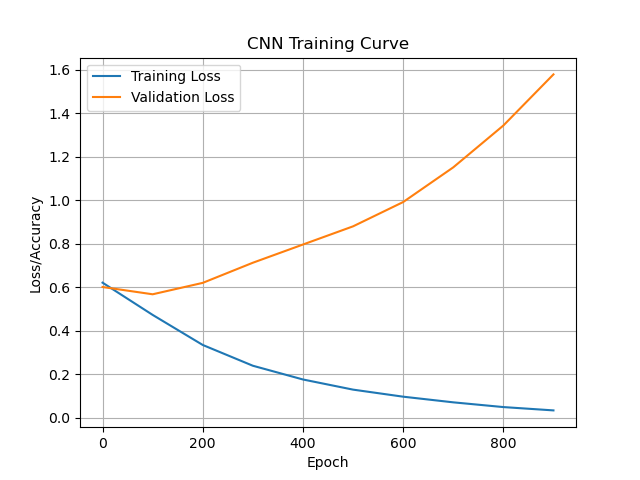 CNN Training Curve
Training Loss
Validation Loss
Loss/Accuracy
1.6
1.4
1.2
1.0
0.8
0.6
0.4
0.2
0.0
0 200 400 600 800
Epoch